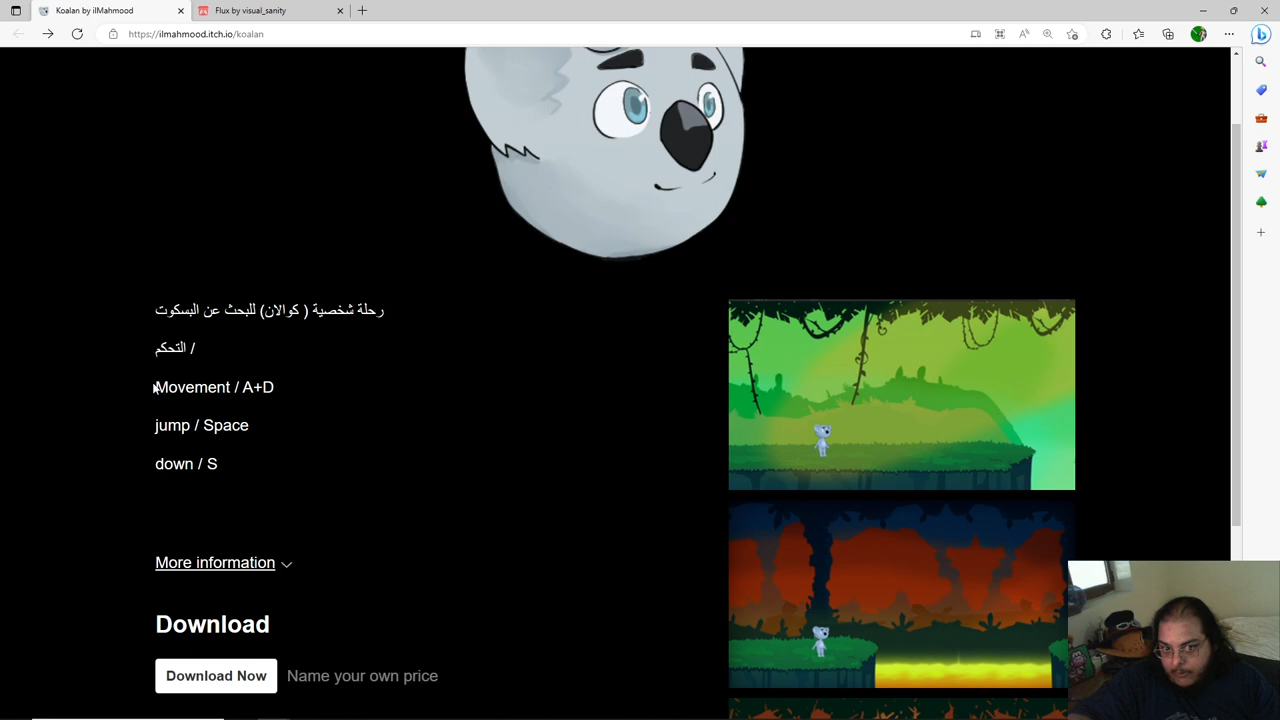 Koalan by ilMahmood
Flux by visual_sanity
https://ilmahmood.itch.io/koalan
رحلة شخصية ( كوالان) للبحث عن البسكوت
التحكم /
Movement / A+D
jump / Space
down / S
More information
Download
Download Now
Name your own price